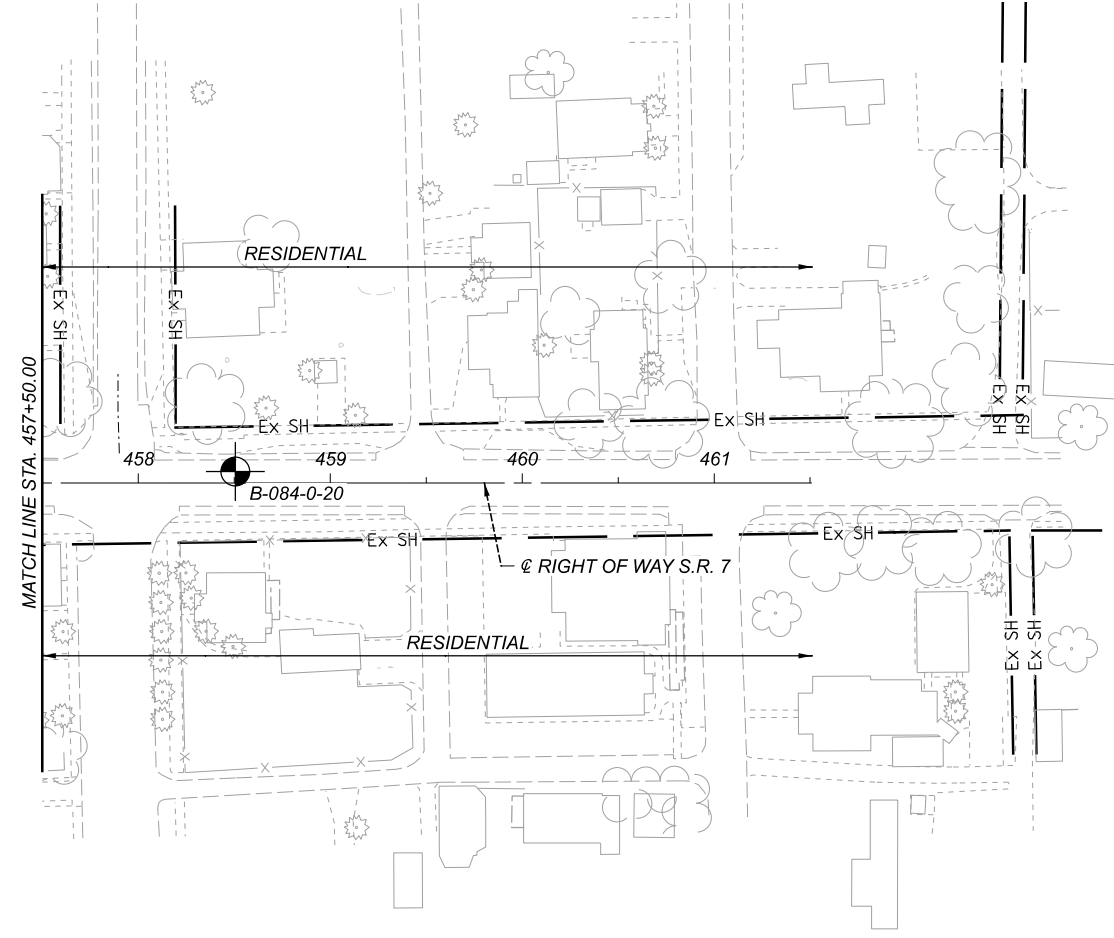 RESIDENTIAL
Ex SH
Ex SH
MATCH LINE STA. 457+50.00
Ex SH
Ex SH
Ex SH
Ex SH
458
459
460
461
B-084-0-20
Ex SH
Ex SH
℄ RIGHT OF WAY S.R. 7
RESIDENTIAL
Ex SH
Ex SH